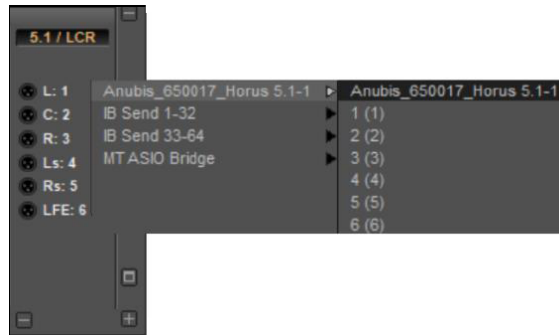 5.1 / LCR
L: 1
C: 2
R: 3
Ls: 4
Rs: 5
LFE: 6
Anubis_650017_Horus 5.1-1
IB Send 1-32
IB Send 33-64
MT ASIO Bridge
Anubis_650017_Horus 5.1-1
1 (1)
2 (2)
3 (3)
4 (4)
5 (5)
6 (6)